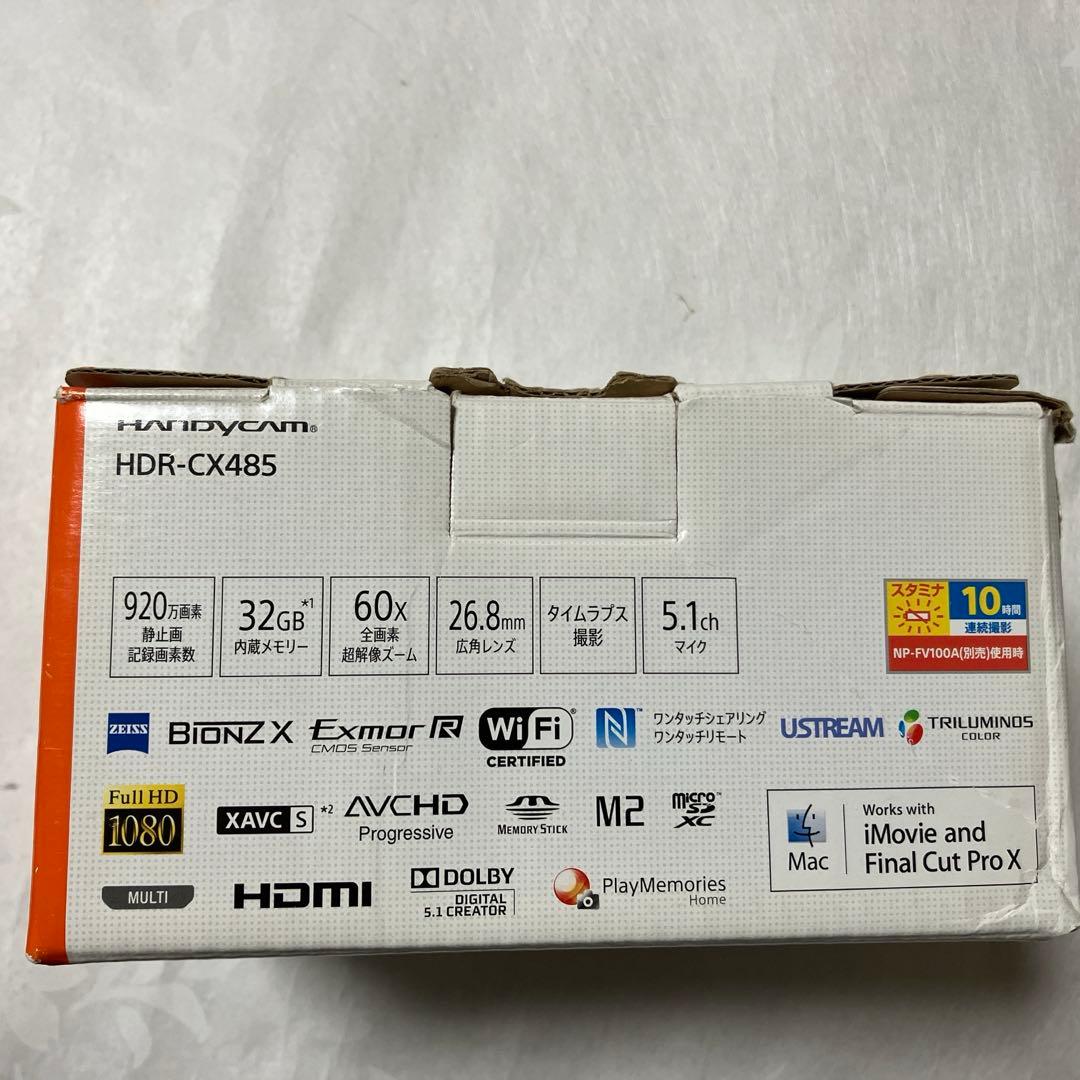 HANDYCAM®
HDR-CX485
920万画素
静止画
記録画素数
32GB*1
内蔵メモリー
60x
全画素
超解像ズーム
26.8mm
広角レンズ
タイムラプス
撮影
5.1ch
マイク
スタミナ
10時間
連続撮影
NP-FV100A(別売)使用時
ZEISS
BIONZ X
Exmor R
CMOS Sensor
Wi Fi®
CERTIFIED
N™
ワンタッチシェアリング
ワンタッチリモート
USTREAM
TRILUMINOS
COLOR
Full HD
1080
XAVC S *2
AVCHD
Progressive
MEMORY STICK
M2
micro™
SD
XC
Mac
Works with
iMovie and
Final Cut Pro X
MULTI
HDMI
DOLBY
DIGITAL
5.1 CREATOR
PlayMemories
Home